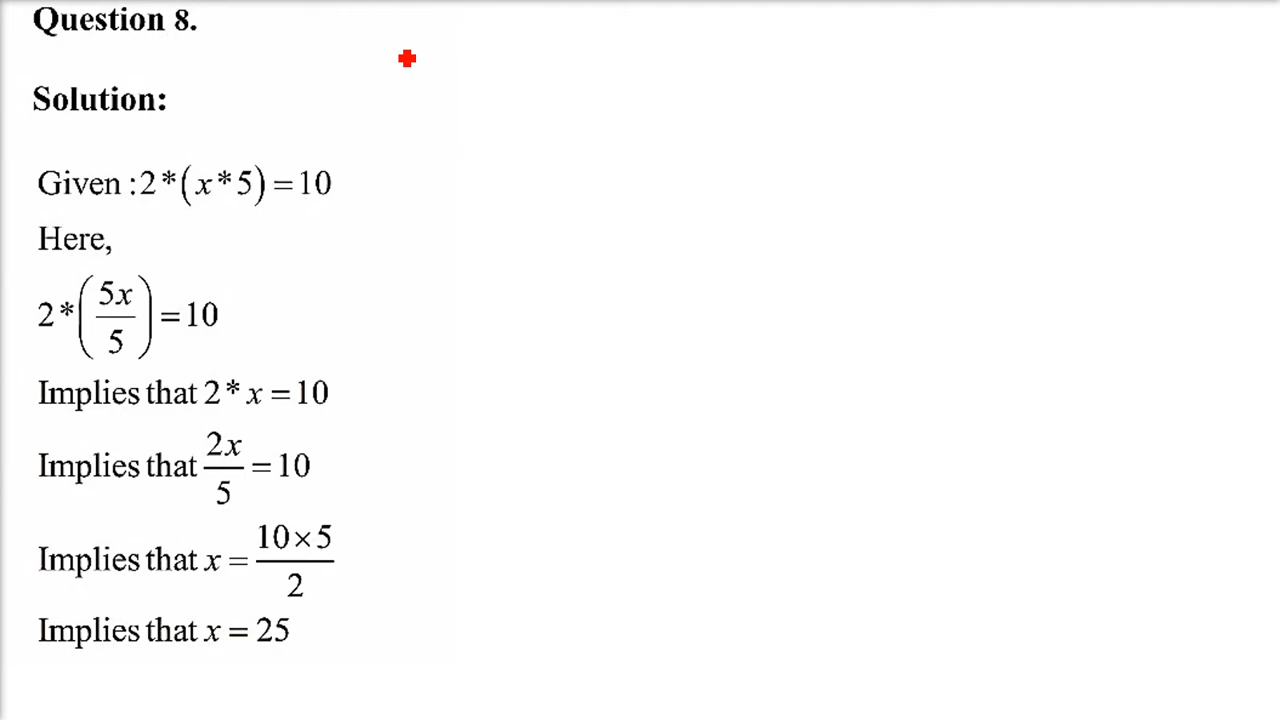 Question 8.
Solution:
Given :2*(x*5)=10
Here,
2*(5x/5)=10
Implies that 2*x=10
Implies that 2x/5=10
Implies that x=10×5/2
Implies that x = 25